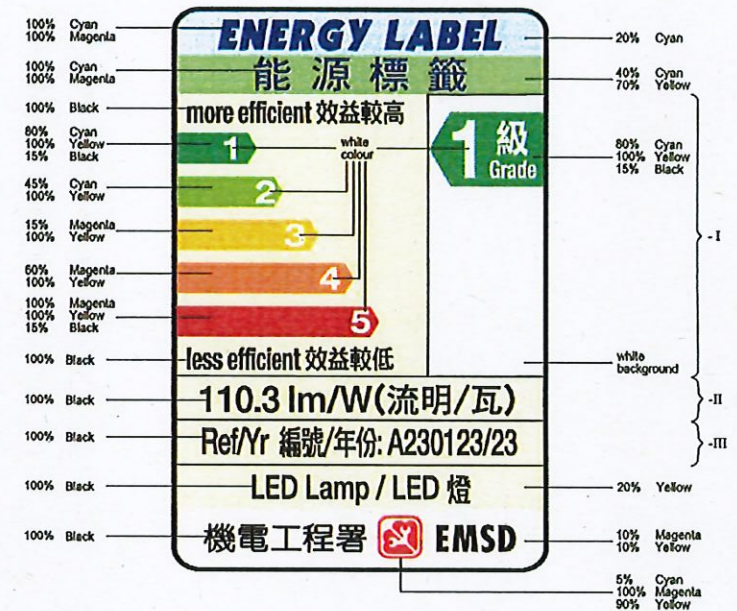 100% Cyan
100% Magenta
100% Cyan
100% Magenta
100% Black
80% Cyan
100% Yellow
15% Black
45% Cyan
100% Yellow
15% Magenta
100% Yellow
60% Magenta
100% Yellow
100% Magenta
100% Yellow
15% Black
100% Black
100% Black
100% Black
100% Black
100% Black
ENERGY LABEL
能源標籤
more efficient 效益較高
1
2
3
4
5
white
colour
less efficient 效益較低
1級
Grade
110.3 lm/W(流明/瓦)
Ref/Yr 編號/年份: A230123/23
LED Lamp / LED 燈
機電工程署 EMSD
20% Cyan
40% Cyan
70% Yellow
80% Cyan
100% Yellow
15% Black
white
background
20% Yellow
10% Magenta
10% Yellow
5% Cyan
100% Magenta
90% Yellow
-I
-II
-III